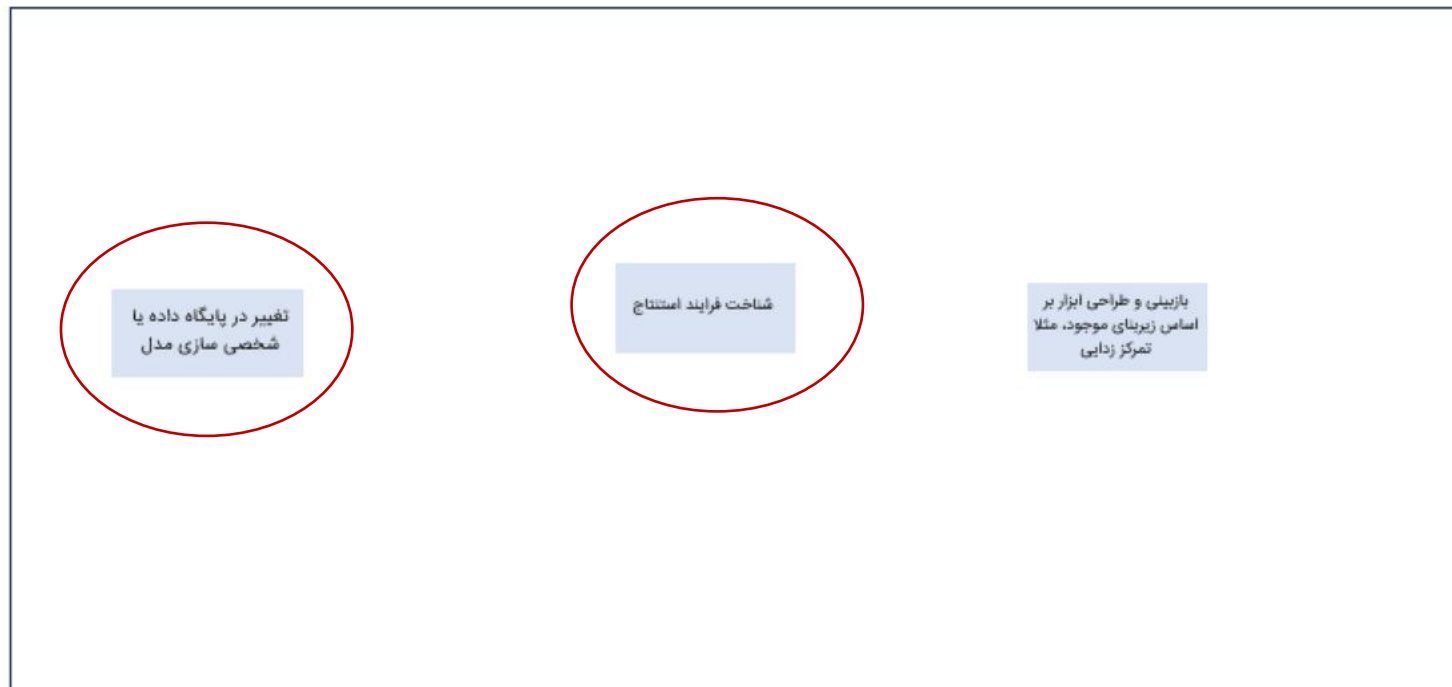 بازبینی و طراحی ابزار بر
اساس زیربنای موجود، مثلا
تمرکز زدایی
شناخت فرایند استنتاج
تغییر در پایگاه داده یا
شخصی سازی مدل